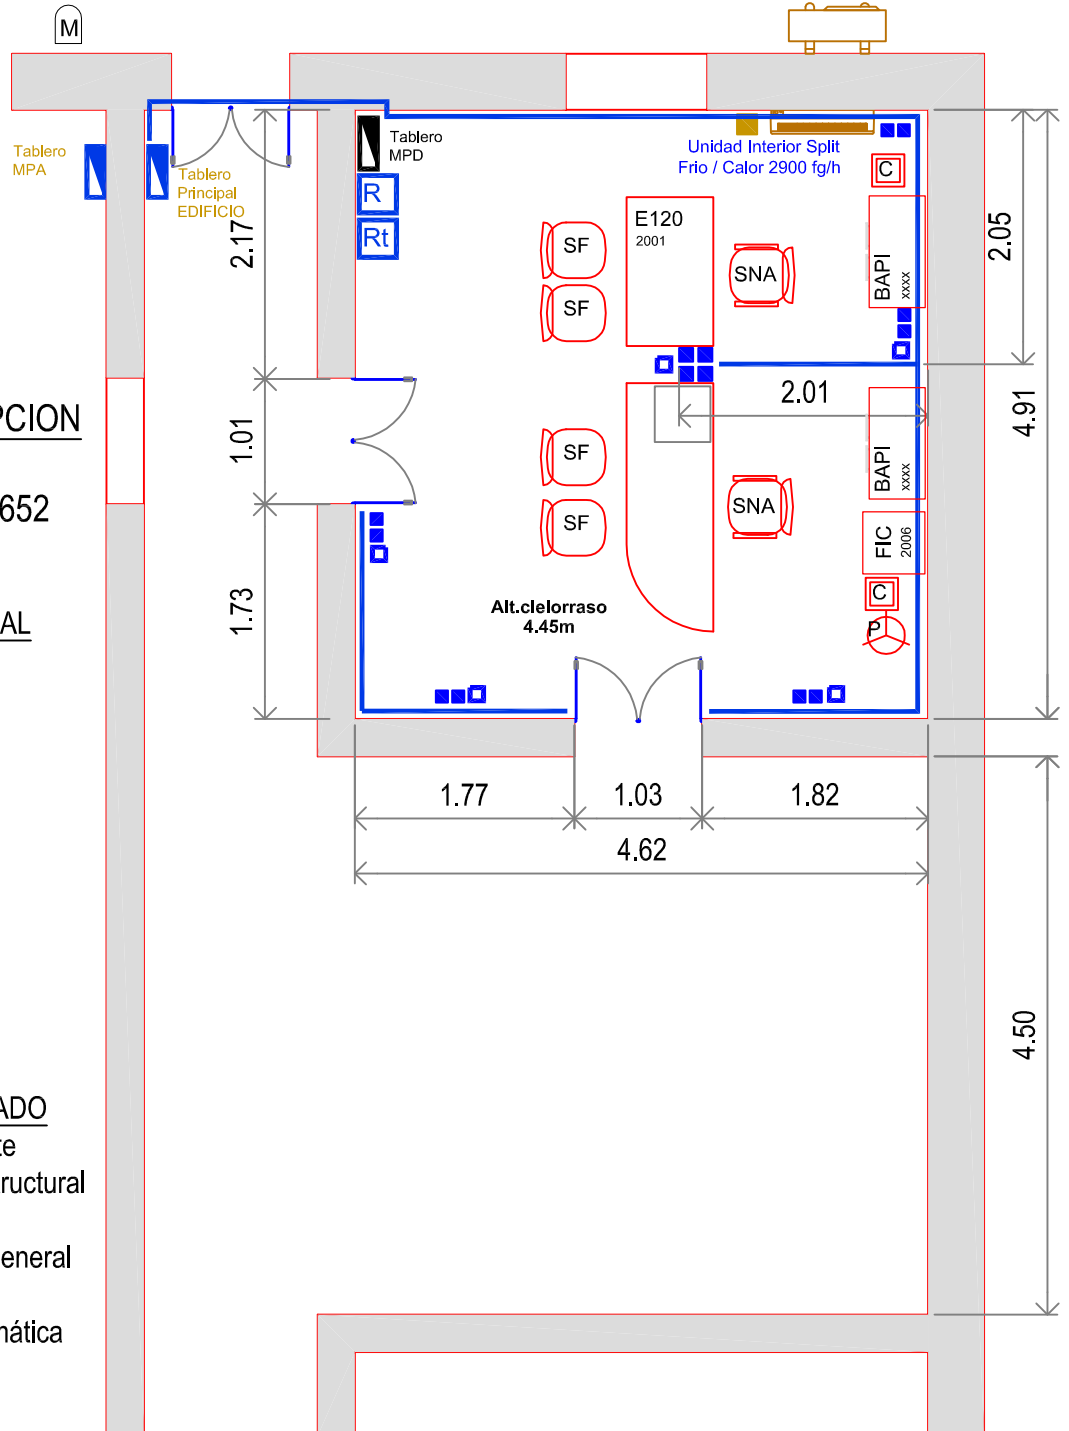 M
Tablero
MPA
Tablero
Principal
EDIFICIO
Tablero
MPD
R
Rt
Unidad Interior Split
Frio / Calor 2900 fg/h
C
E120
2001
SF
SNA
BAPI
xxxx
SF
2.17
2.05
2.01
4.91
PCION
1.01
SF
BAPI
xxxx
652
SNA
SF
FIC
2006
C
P
1.73
Alt.cielorraso
4.45m
AL
1.77
1.03
1.82
4.62
4.50
ADO
te
ructural
eneral
nática